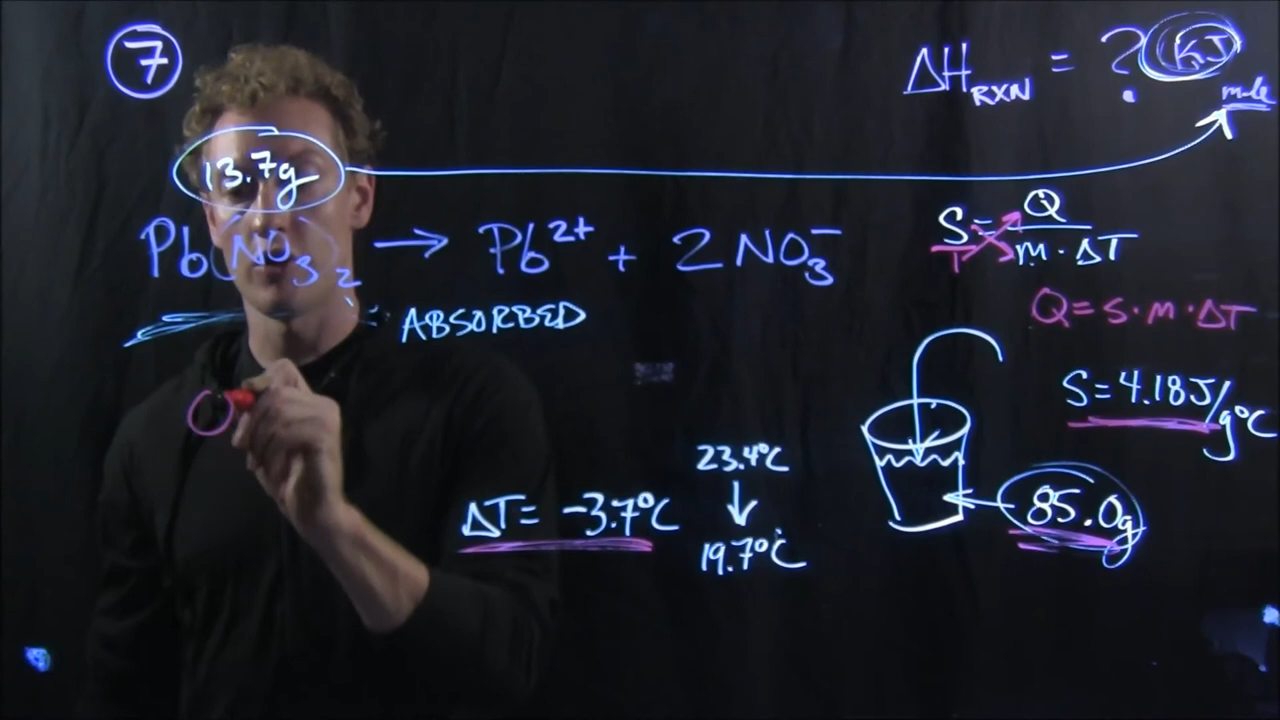 7
ΔH_RXN = ? kJ/mole
13.7g
Pb(NO₃)₂ → Pb²⁺ + 2NO₃⁻
S = Q / m·ΔT
ABSORBED
Q = S·m·ΔT
S = 4.18J/g°C
23.4°C
↓
ΔT = -3.7°C
19.7°C
85.0g